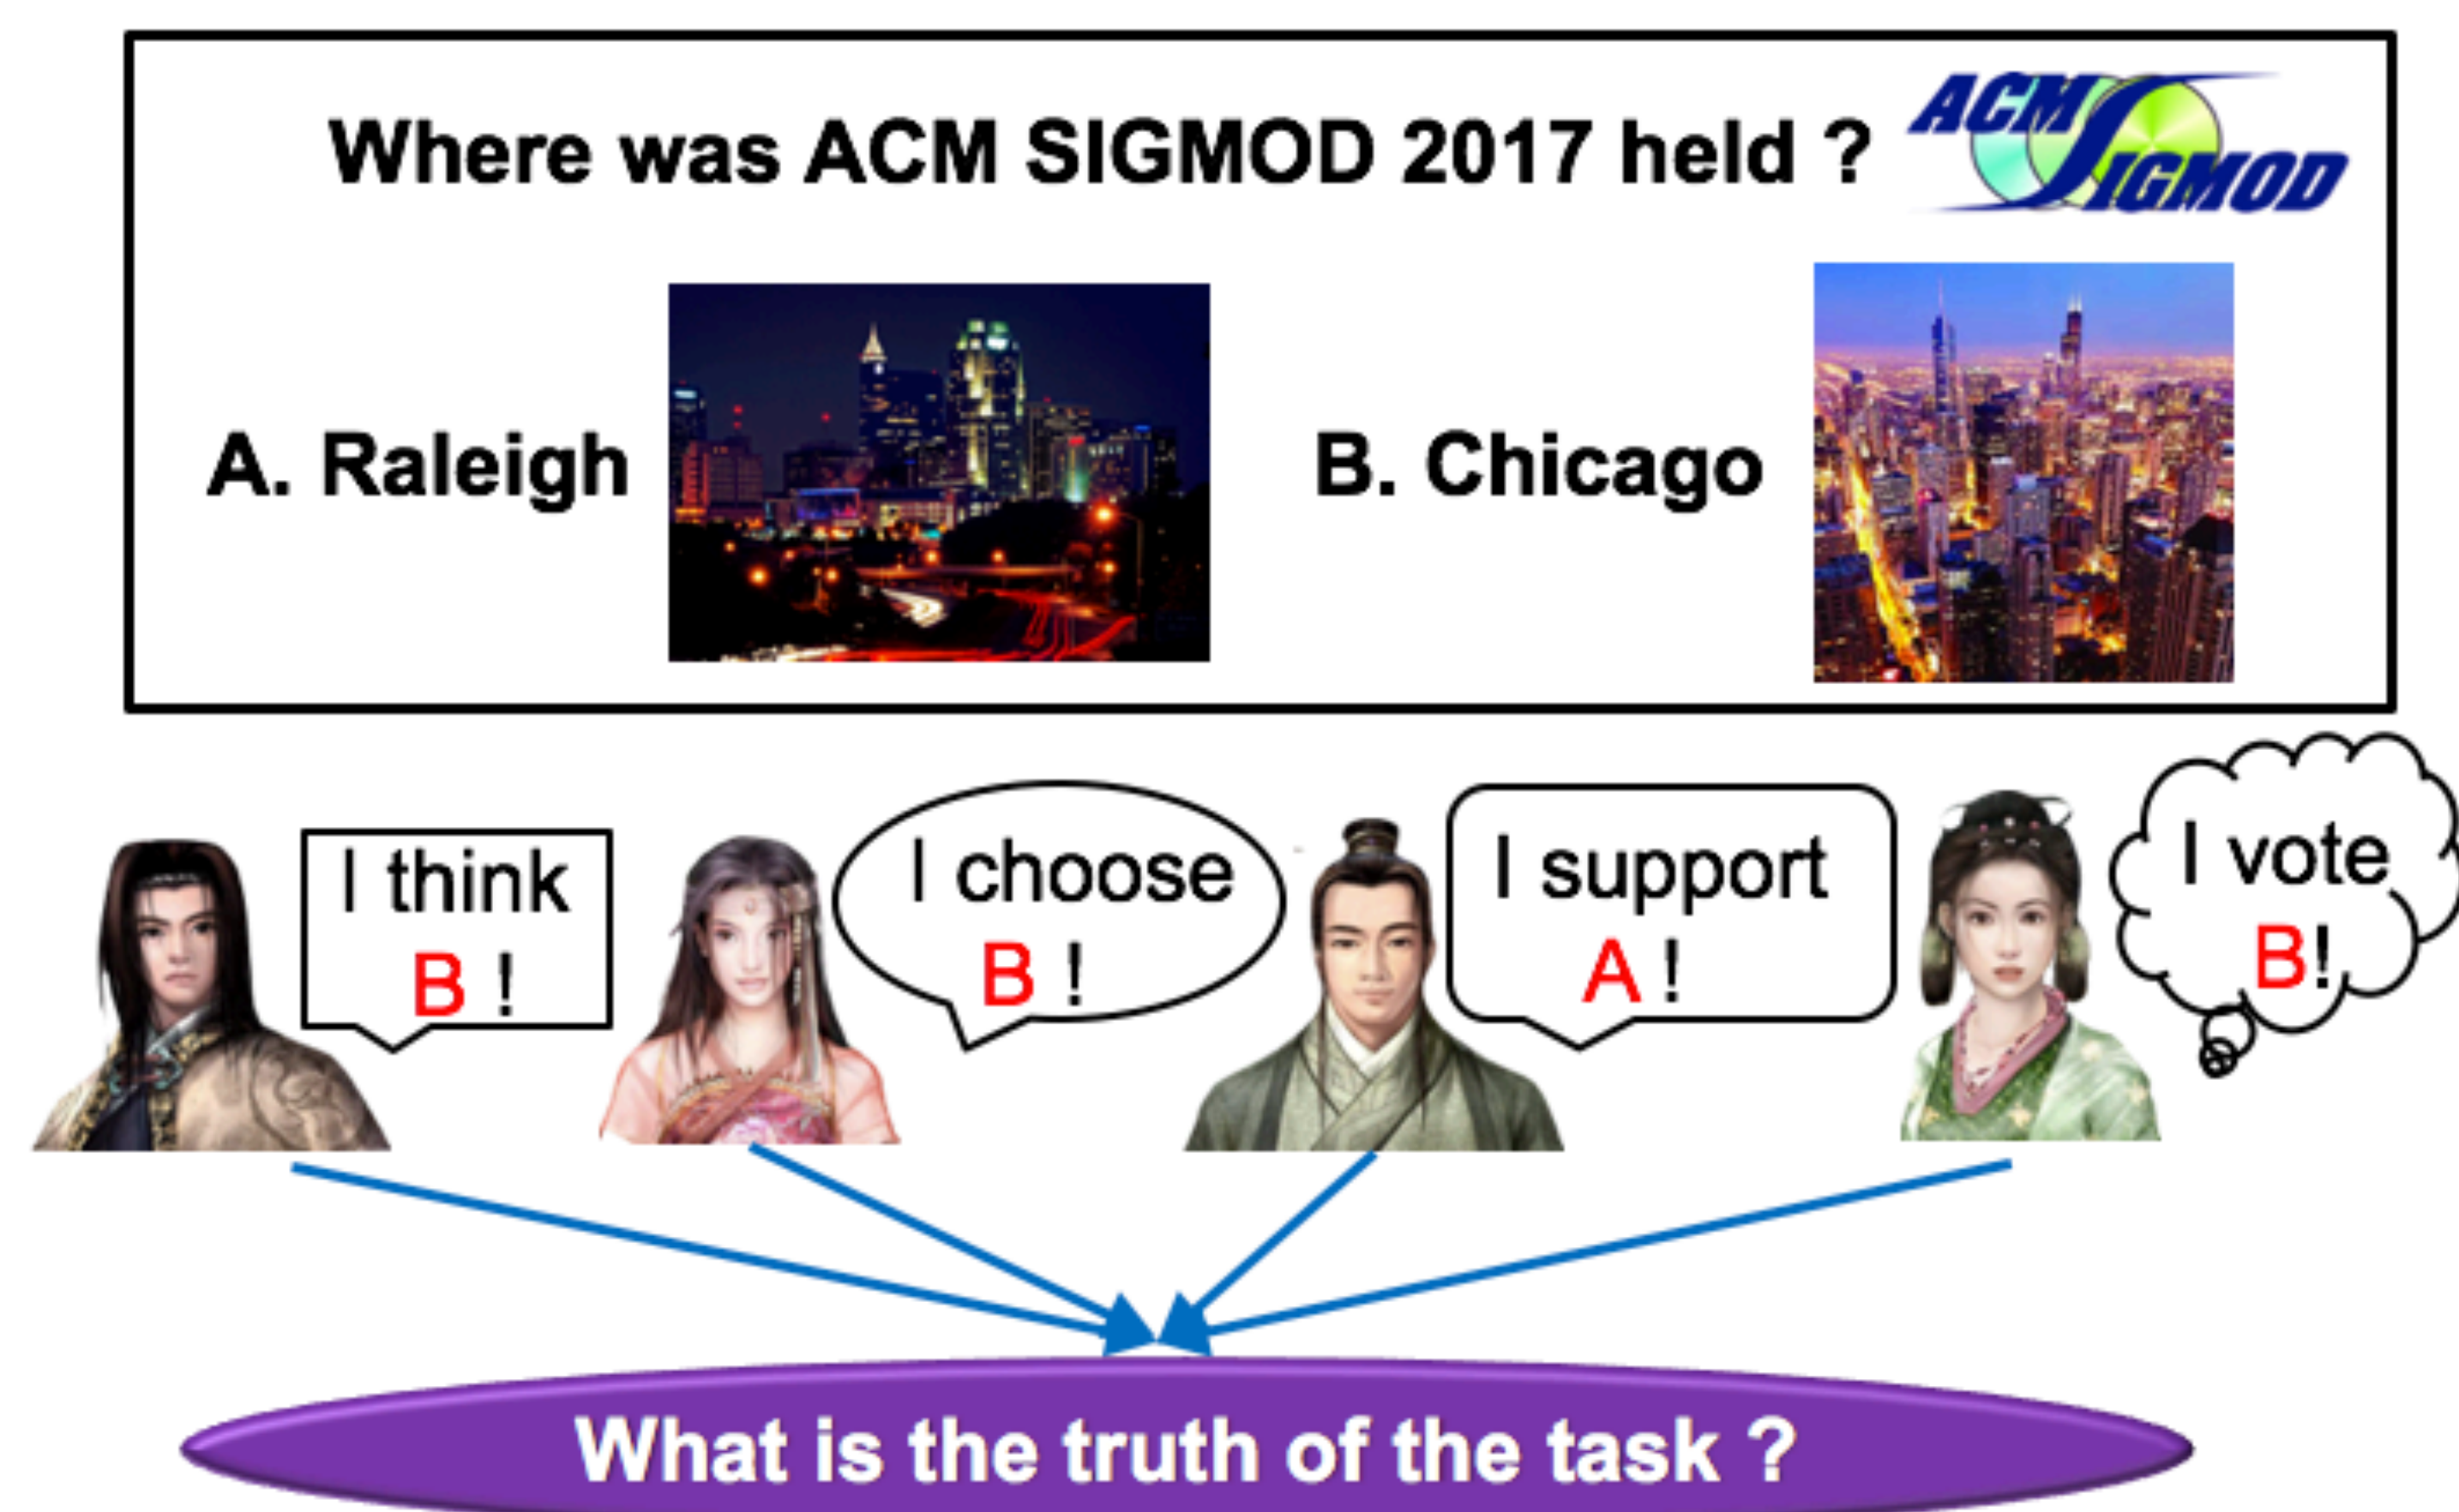 Where was ACM SIGMOD 2017 held ?
ACM
SIGMOD
A. Raleigh
B. Chicago
I think
B !
I choose
B !
I support
A !
I vote
B!
What is the truth of the task ?